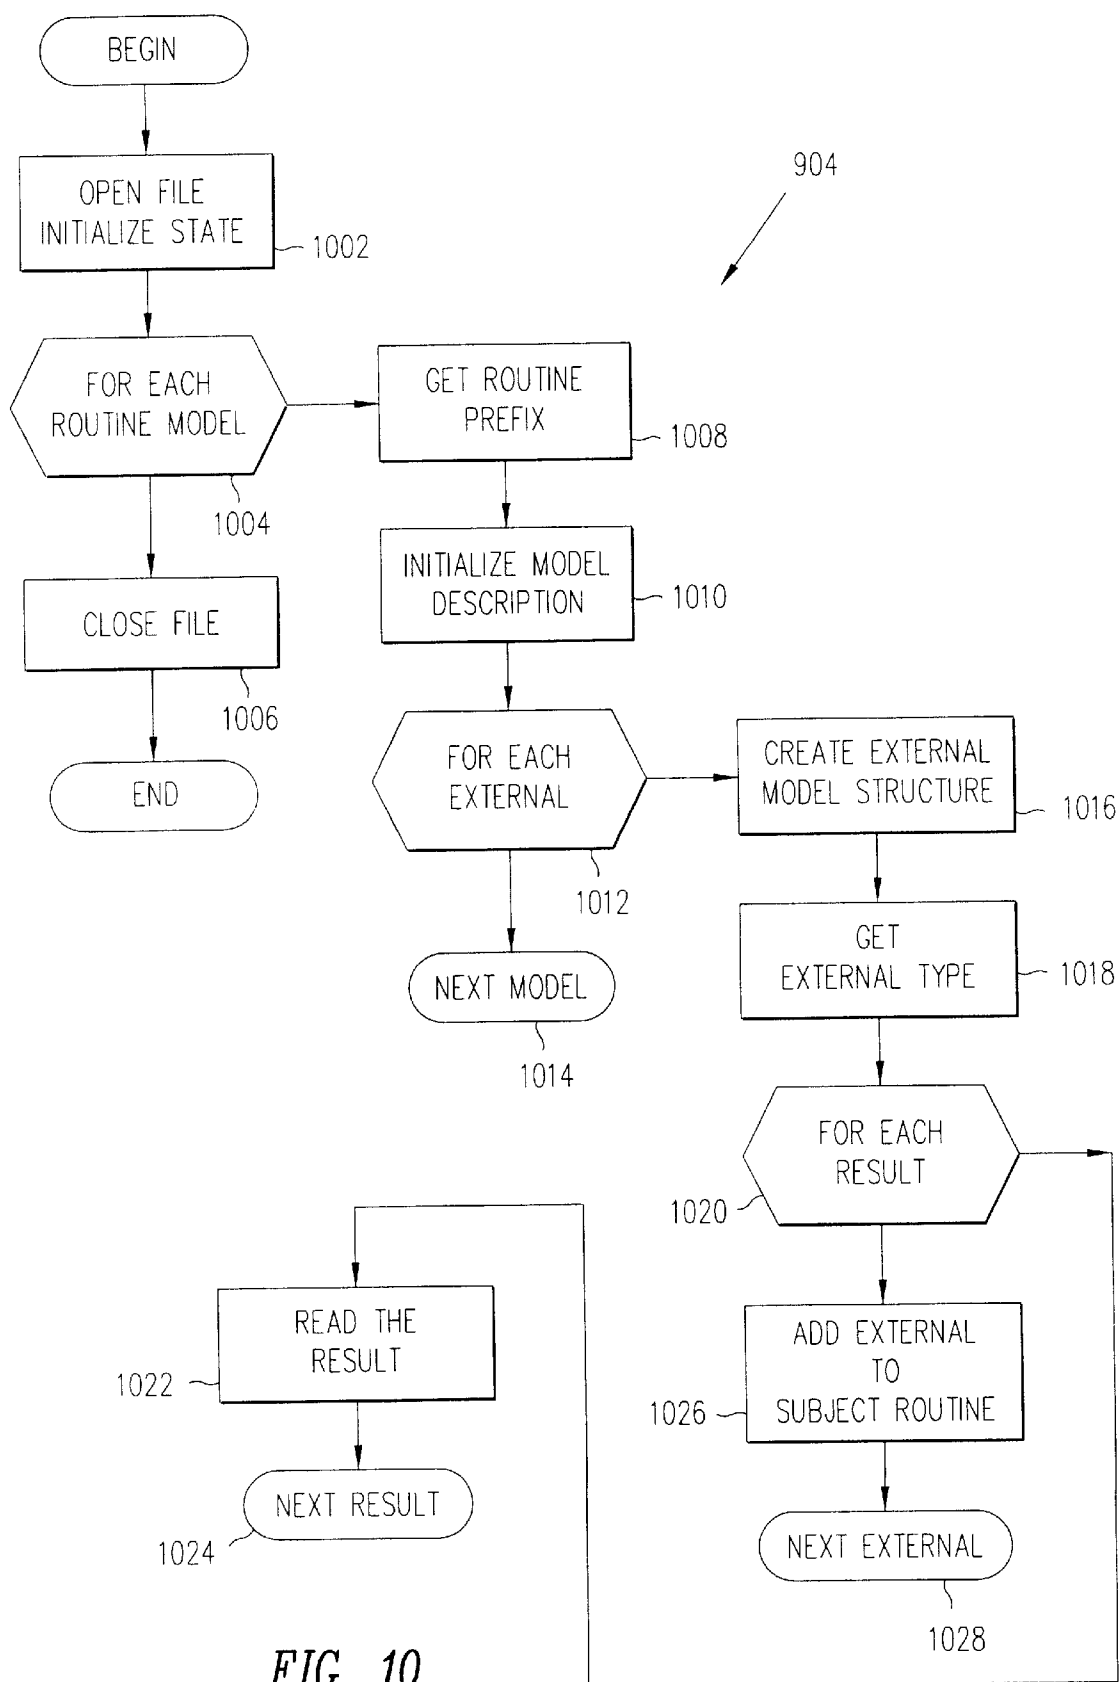 BEGIN
904
OPEN FILE
INITIALIZE STATE
1002
FOR EACH
ROUTINE MODEL
1004
GET ROUTINE
PREFIX
1008
INITIALIZE MODEL
DESCRIPTION
1010
CLOSE FILE
1006
END
FOR EACH
EXTERNAL
1012
NEXT MODEL
1014
CREATE EXTERNAL
MODEL STRUCTURE
1016
GET
EXTERNAL TYPE
1018
FOR EACH
RESULT
1020
READ THE
RESULT
1022
NEXT RESULT
1024
ADD EXTERNAL
TO
SUBJECT ROUTINE
1026
NEXT EXTERNAL
1028
FIG. 10